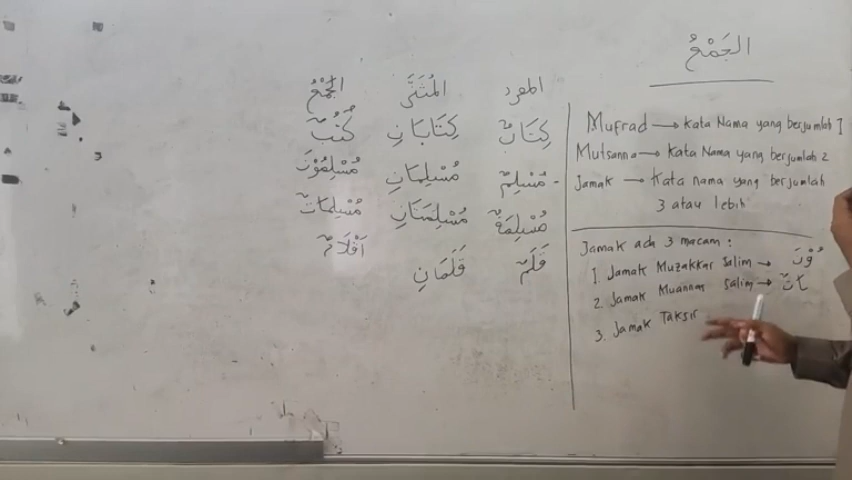 الجَمْعُ
Mufrad → Kata Nama yang berjumlah 1
Mutsanna → Kata Nama yang berjumlah 2
Jamak → Kata nama yang berjumlah
3 atau lebih
Jamak ada 3 macam :
1. Jamak Muzakkar Salim → ُوْنَ
2. Jamak Muannas Salim → َاتٌ
3. Jamak Taksir
المفرد المُثَنَّى الجَمْعُ
كِتَابٌ كِتَابَانِ كُتُبٌ
- مُسْلِمٌ مُسْلِمَانِ مُسْلِمُوْنَ
مُسْلِمَةٌ مُسْلِمَتَانِ مُسْلِمَاتٌ
قَلَمٌ قَلَمَانِ أَقْلَامٌ